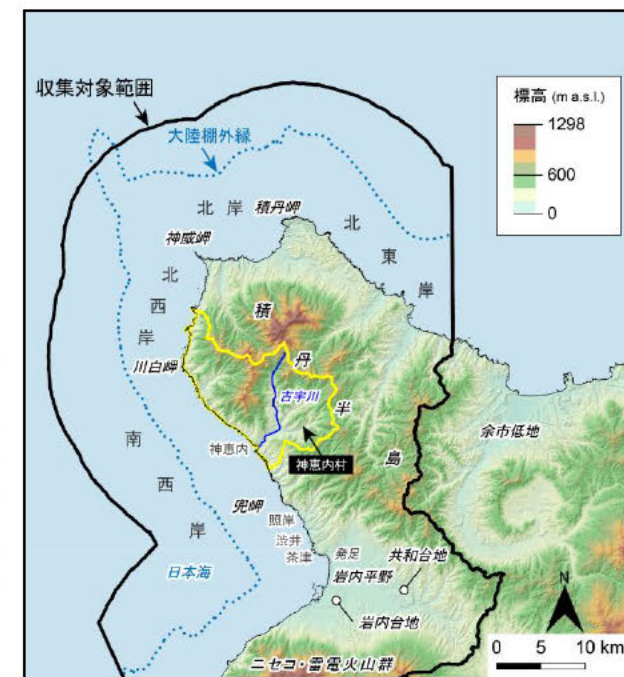 収集対象範囲
大陸棚外縁
標高 (m a.s.l.)
1298
600
0
北岸
積丹岬
神威岬
北東岸
北西岸
川白岬
積丹半島
古宇川
神恵内
神恵内村
余市低地
南西岸
兜岬
照岸
渋井
茶津
発足
共和台地
岩内平野
日本海
岩内台地
ニセコ・雷電火山群
N
0 5 10 km